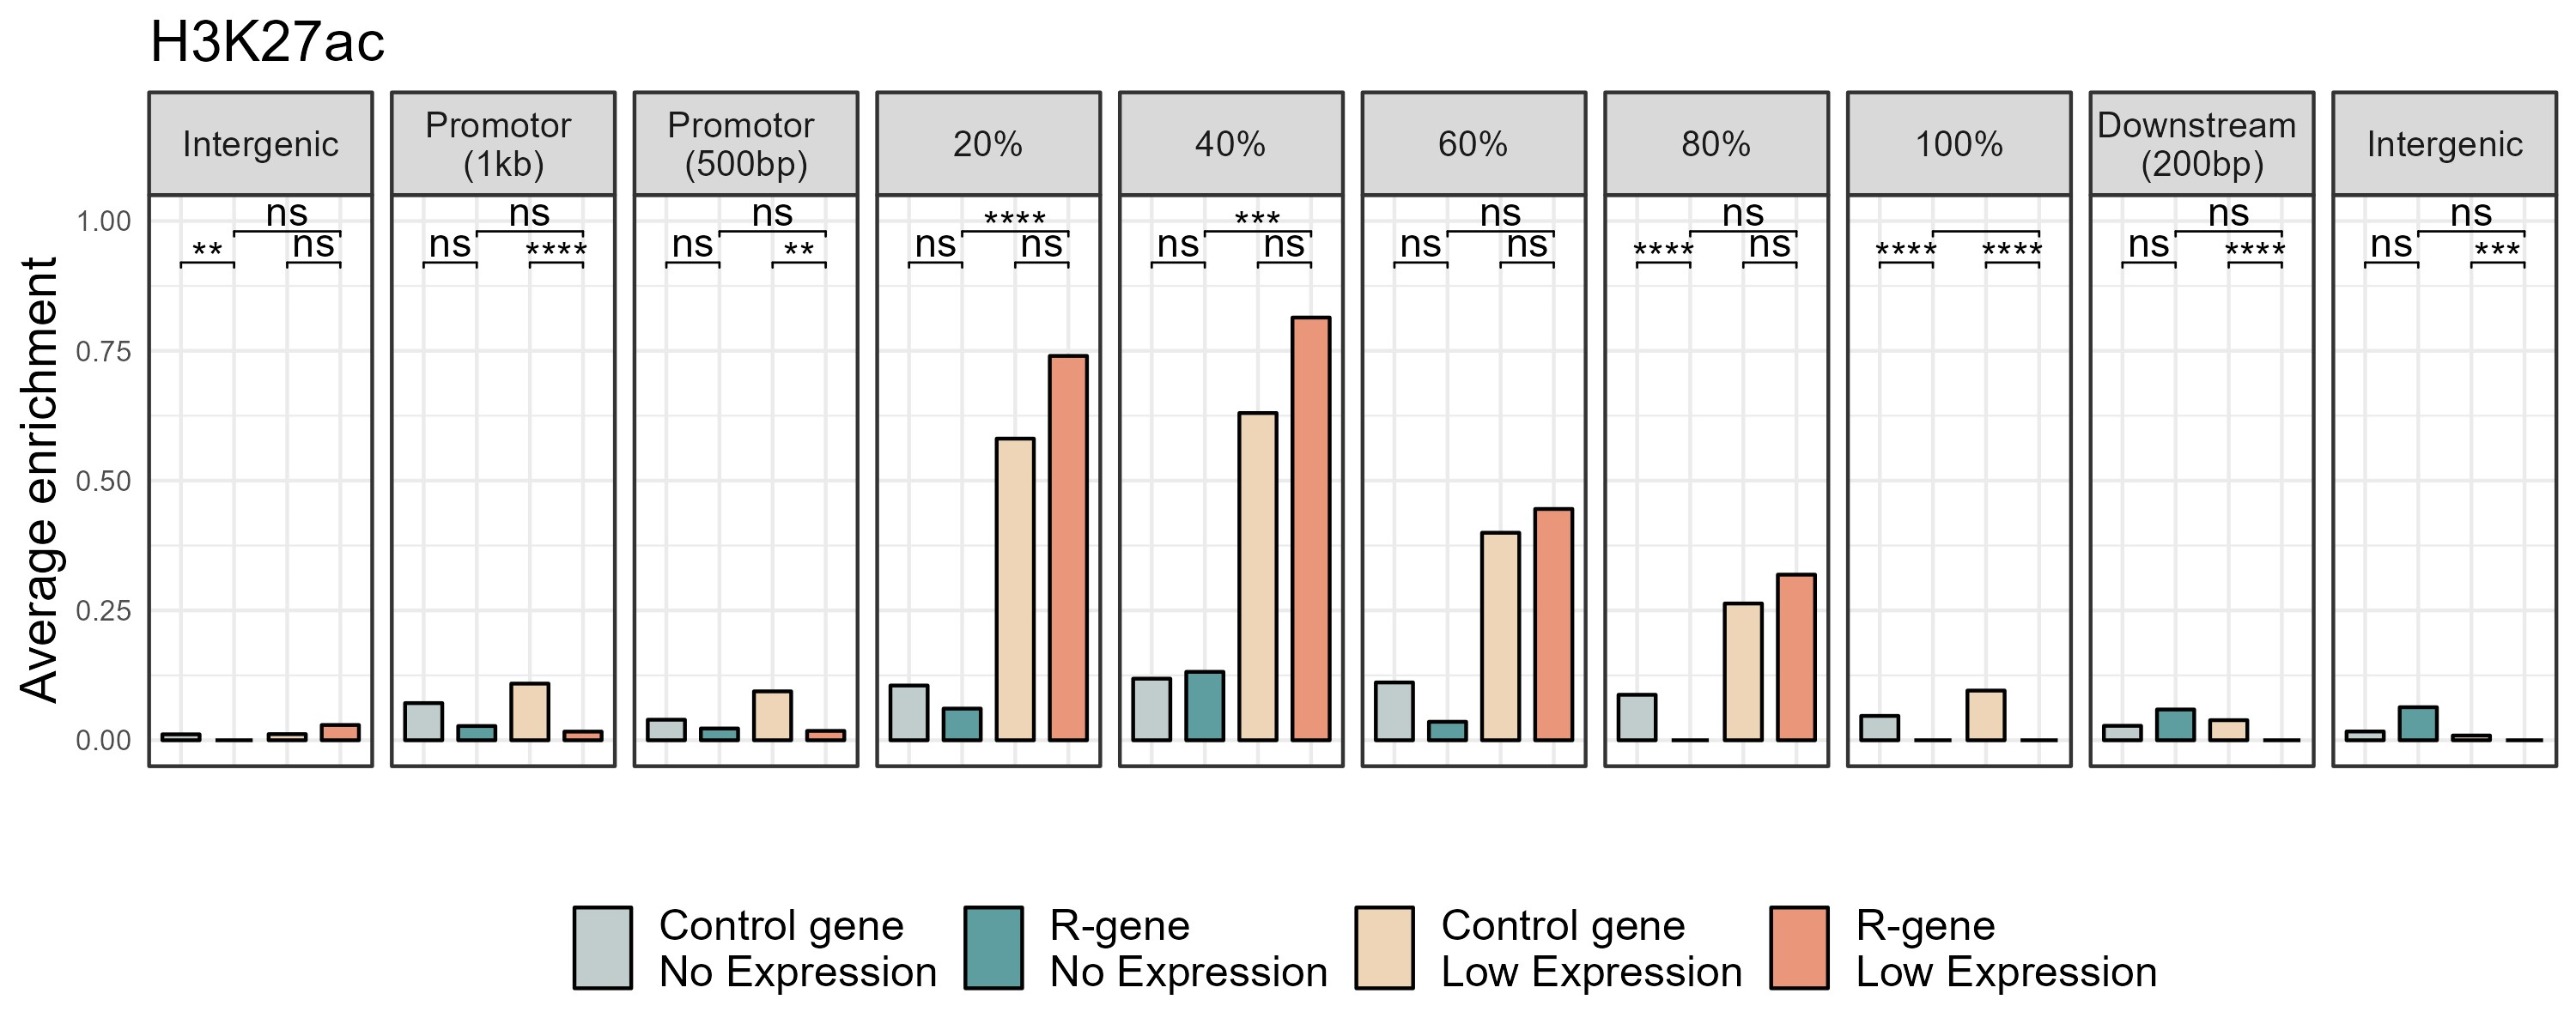 H3K27ac
Intergenic
Promotor
(1kb)
Promotor
(500bp)
20%
40%
60%
80%
100%
Downstream
(200bp)
Intergenic
Average enrichment
1.00
0.75
0.50
0.25
0.00
ns
** ns
ns
ns ****
ns
ns **
****
ns ns
***
ns ns
ns
ns ns
ns
**** ns
**** ****
ns
ns ****
ns
ns ***
Control gene
No Expression
R-gene
No Expression
Control gene
Low Expression
R-gene
Low Expression